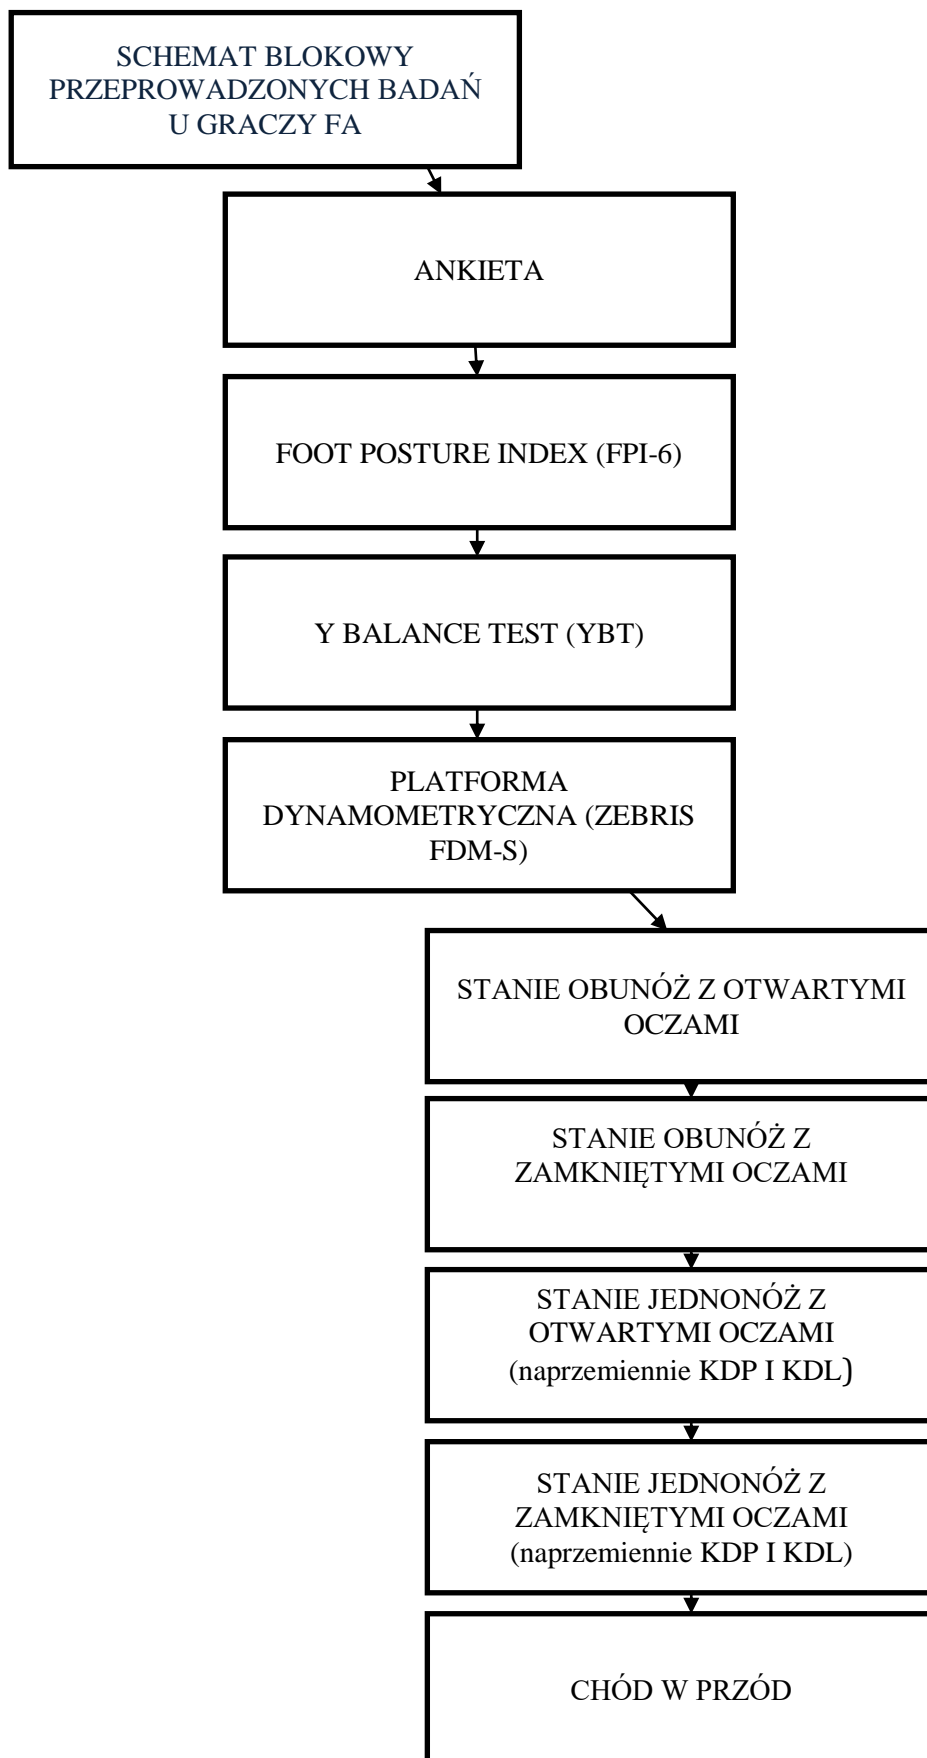 SCHEMAT BLOKOWY
PRZEPROWADZONYCH BADAŃ
U GRACZY FA
ANKIETA
FOOT POSTURE INDEX (FPI-6)
Y BALANCE TEST (YBT)
PLATFORMA
DYNAMOMETRYCZNA (ZEBRIS
FDM-S)
STANIE OBUNÓŻ Z OTWARTYMI
OCZAMI
STANIE OBUNÓŻ Z
ZAMKNIĘTYMI OCZAMI
STANIE JEDNONÓŻ Z
OTWARTYMI OCZAMI
(naprzemiennie KDP I KDL)
STANIE JEDNONÓŻ Z
ZAMKNIĘTYMI OCZAMI
(naprzemiennie KDP I KDL)
CHÓD W PRZÓD